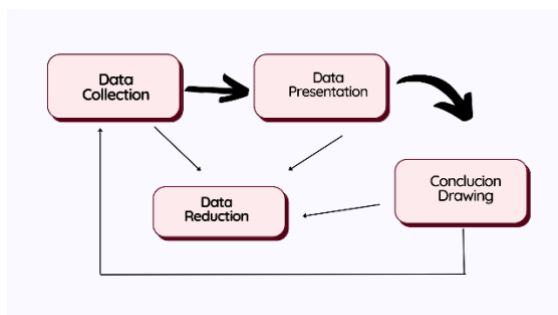 Data
Collection
Data
Presentation
Data
Reduction
Conclucion
Drawing